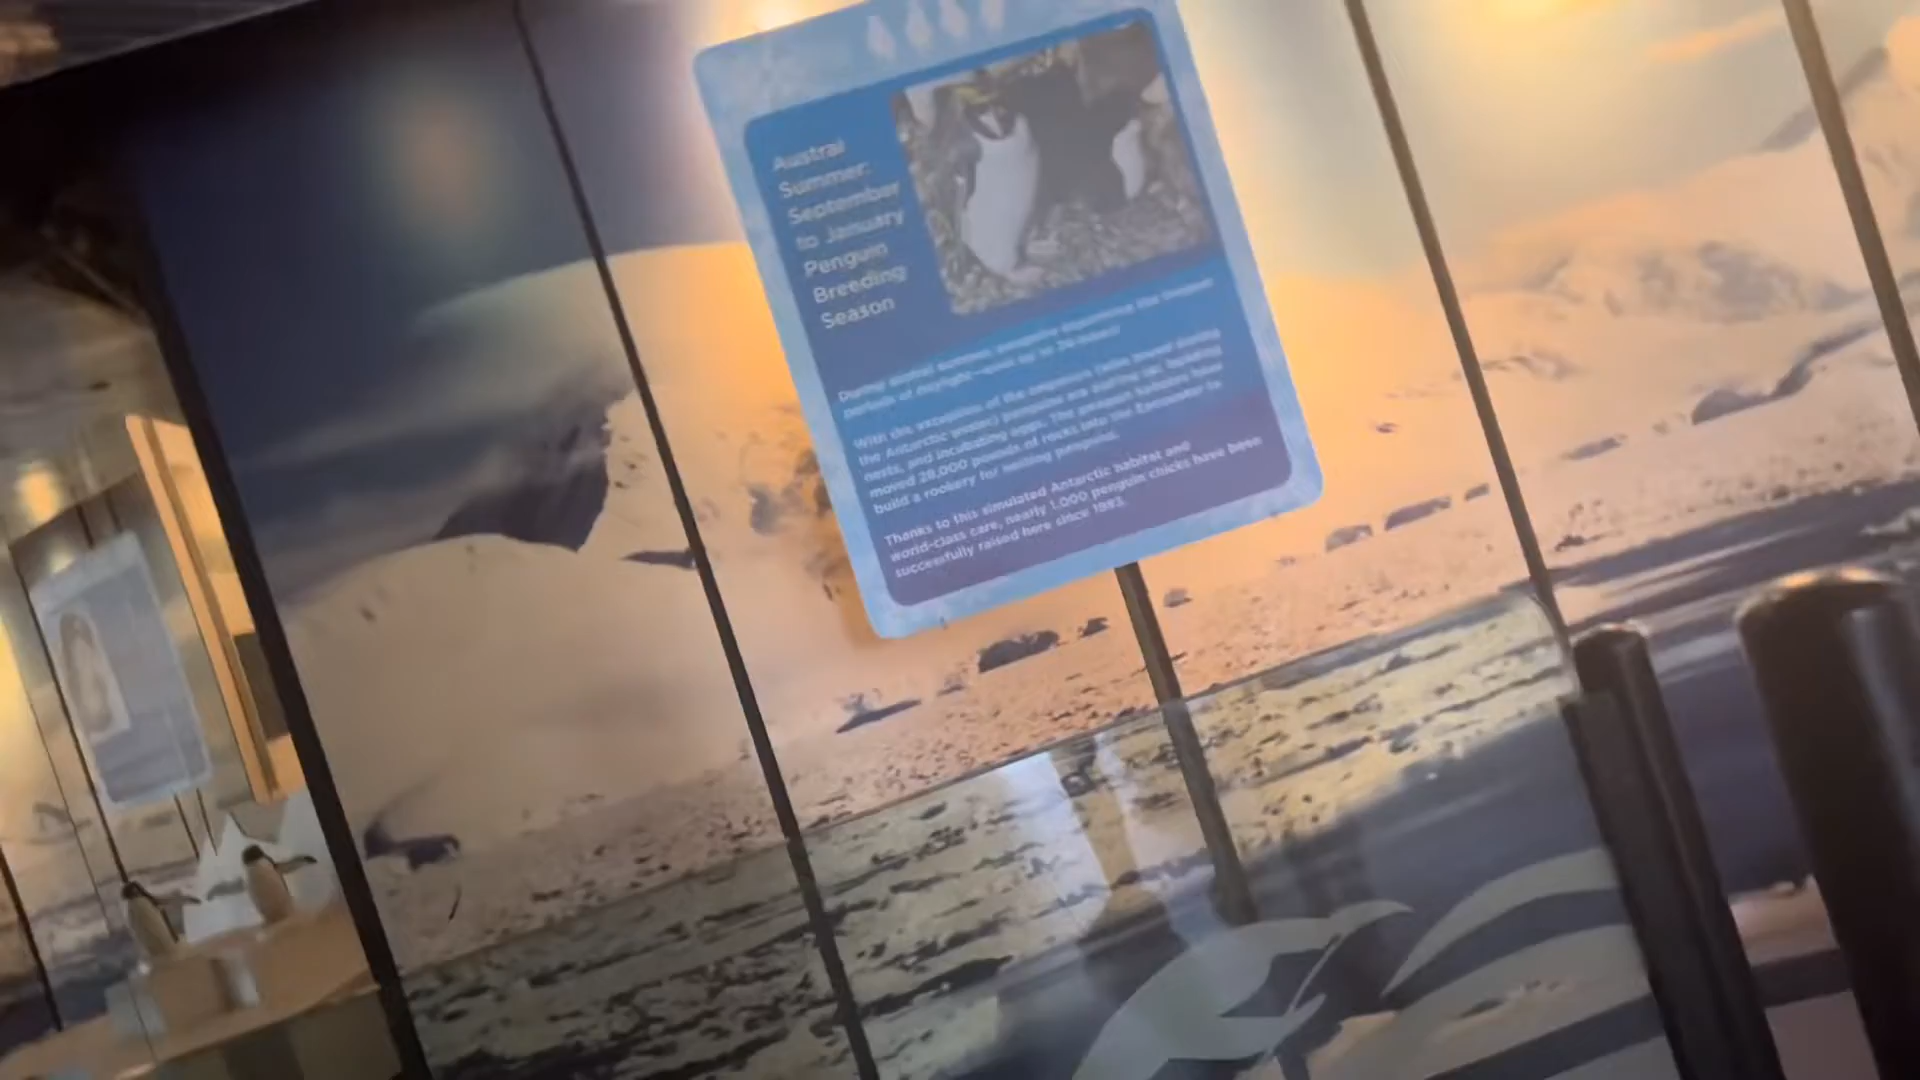 Austral
Summer:
September
to January
Penguin
Breeding
Season
During austral summer, penguins experience the longest
periods of daylight—with up to 24 hours!
With the exception of the emperors (who breed during
the Antarctic winter) penguins are pairing up, building
nests, and incubating eggs. The penguin habitats have
moved 28,000 pounds of rocks into the Encounter to
build a rookery for nesting penguins.
Thanks to this simulated Antarctic habitat and
world-class care, nearly 1,000 penguin chicks have been
successfully raised here since 1983.